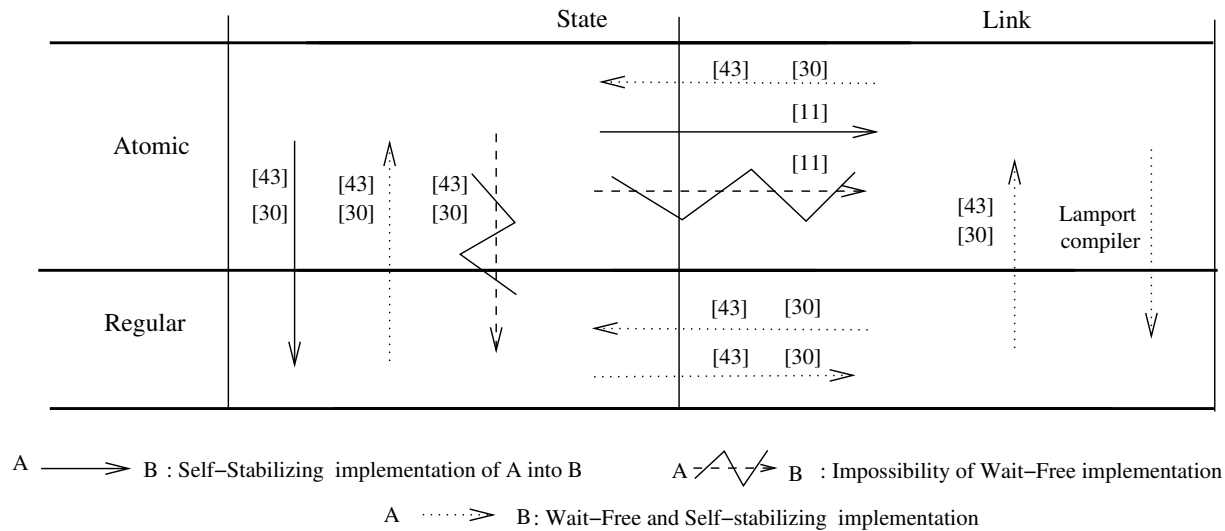 State Link
[43] [30]
[11]
Atomic
[11]
[43] [43] [43]
[30] [30] [30]
[43]
[30]
Lamport
compiler
Regular
[43] [30]
[43] [30]
A B : Self−Stabilizing implementation of A into B
A B : Impossibility of Wait−Free implementation
A B: Wait−Free and Self−stabilizing implementation